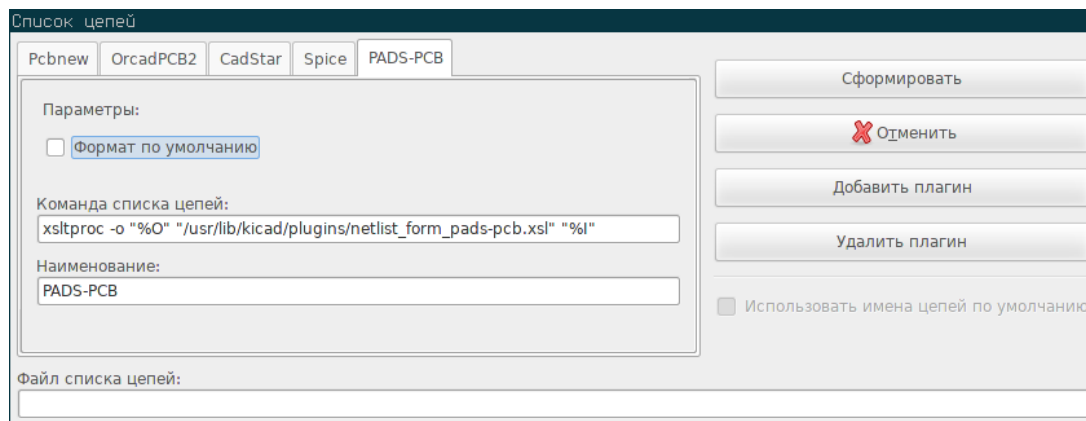 Список цепей
Pcbnew OrcadPCB2 CadStar Spice PADS-PCB
Параметры:
Формат по умолчанию
Команда списка цепей:
xsltproc -o "%O" "/usr/lib/kicad/plugins/netlist_form_pads-pcb.xsl" "%I"
Наименование:
PADS-PCB
Сформировать
Отменить
Добавить плагин
Удалить плагин
Использовать имена цепей по умолчанию
Файл списка цепей: